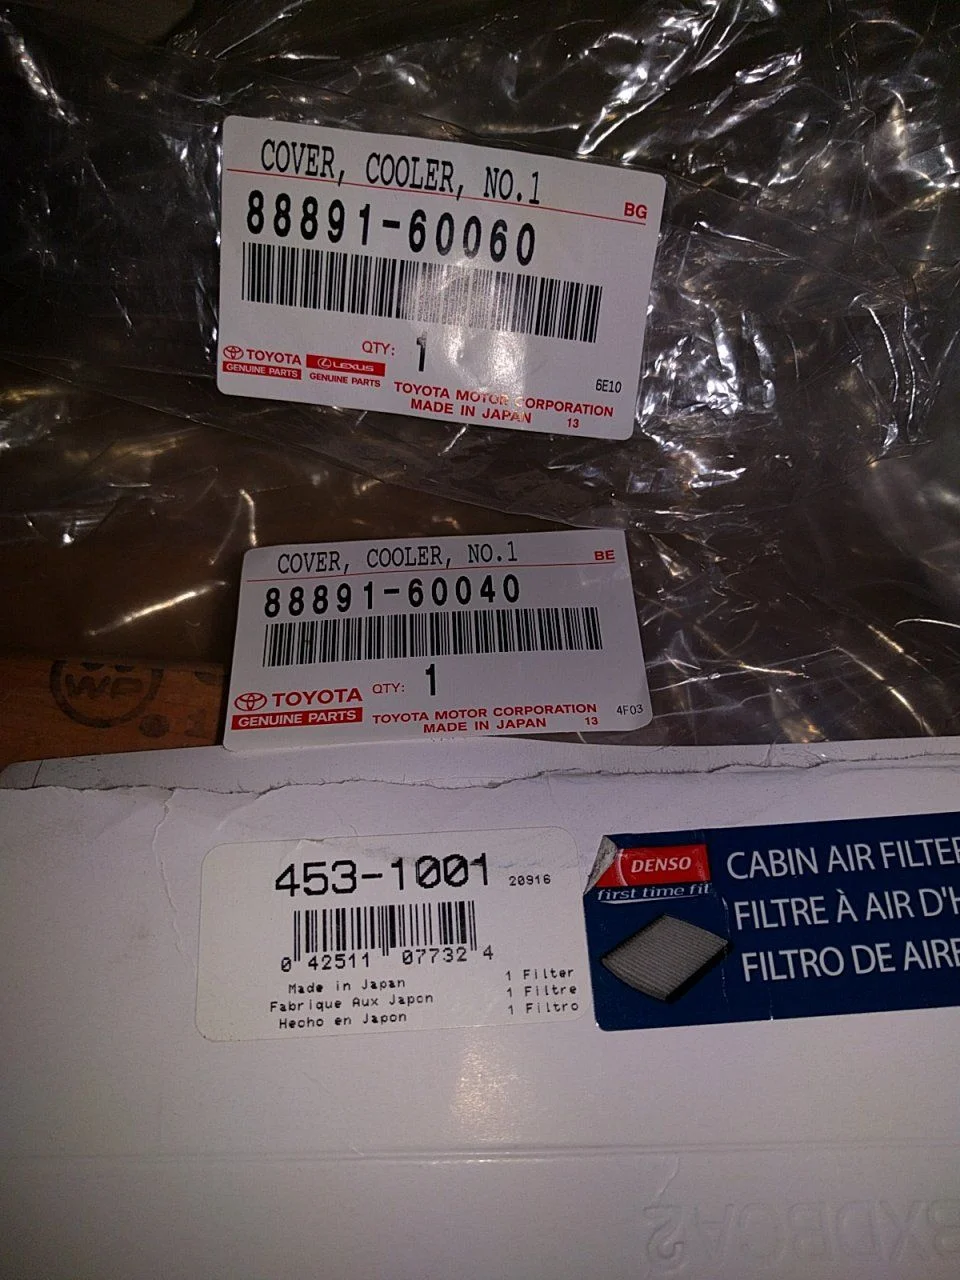 COVER, COOLER, NO.1
BG
88891-60060
QTY: 1
TOYOTA
GENUINE PARTS
LEXUS
GENUINE PARTS
6E10
TOYOTA MOTOR CORPORATION
MADE IN JAPAN 13
COVER, COOLER, NO.1
BE
88891-60040
QTY: 1
TOYOTA
GENUINE PARTS
TOYOTA MOTOR CORPORATION
MADE IN JAPAN 13
4F03
WP
453-1001 20916
0 42511 07732 4
Made in Japan
Fabrique Aux Japon
Hecho en Japon
1 Filter
1 Filtre
1 Filtro
DENSO
first time fit
CABIN AIR FILTE
FILTRE À AIR D'H
FILTRO DE AIRE